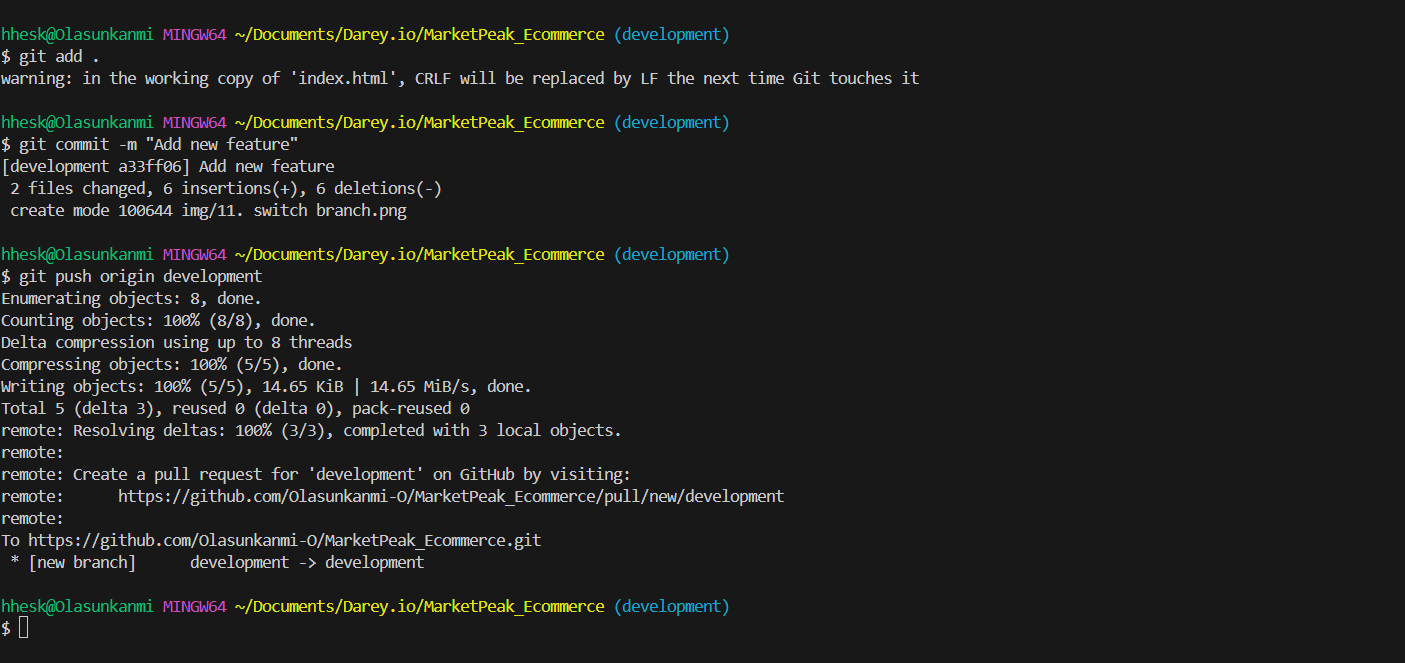 hhesk@Olasunkanmi MINGW64 ~/Documents/Darey.io/MarketPeak_Ecommerce (development)
$ git add .
warning: in the working copy of 'index.html', CRLF will be replaced by LF the next time Git touches it
hhesk@Olasunkanmi MINGW64 ~/Documents/Darey.io/MarketPeak_Ecommerce (development)
$ git commit -m "Add new feature"
[development a33ff06] Add new feature
 2 files changed, 6 insertions(+), 6 deletions(-)
 create mode 100644 img/11. switch branch.png
hhesk@Olasunkanmi MINGW64 ~/Documents/Darey.io/MarketPeak_Ecommerce (development)
$ git push origin development
Enumerating objects: 8, done.
Counting objects: 100% (8/8), done.
Delta compression using up to 8 threads
Compressing objects: 100% (5/5), done.
Writing objects: 100% (5/5), 14.65 KiB | 14.65 MiB/s, done.
Total 5 (delta 3), reused 0 (delta 0), pack-reused 0
remote: Resolving deltas: 100% (3/3), completed with 3 local objects.
remote:
remote: Create a pull request for 'development' on GitHub by visiting:
remote:      https://github.com/Olasunkanmi-O/MarketPeak_Ecommerce/pull/new/development
remote:
To https://github.com/Olasunkanmi-O/MarketPeak_Ecommerce.git
 * [new branch]      development -> development
hhesk@Olasunkanmi MINGW64 ~/Documents/Darey.io/MarketPeak_Ecommerce (development)
$